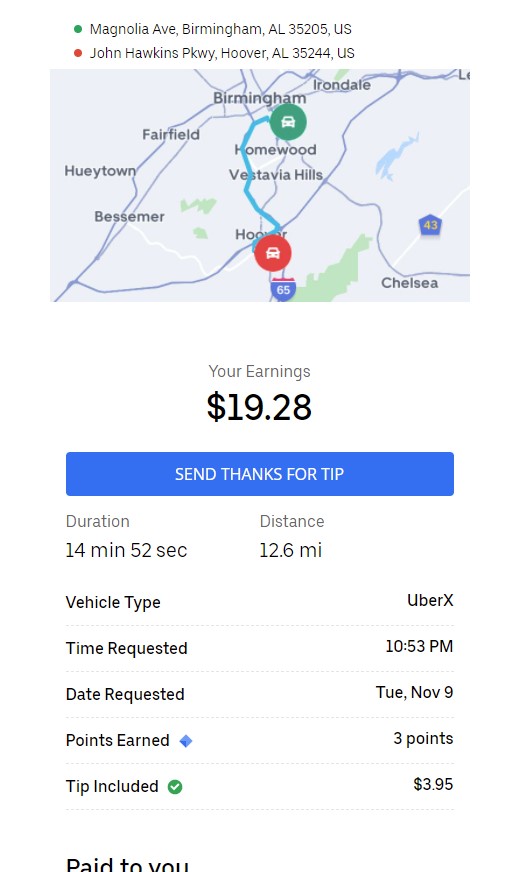 Magnolia Ave, Birmingham, AL 35205, US
John Hawkins Pkwy, Hoover, AL 35244, US
Irondale
Birmingham
Fairfield
Homewood
Hueytown
Vestavia Hills
Bessemer
43
Hoover
Chelsea
65
Your Earnings
$19.28
SEND THANKS FOR TIP
Duration
Distance
14 min 52 sec
12.6 mi
Vehicle Type
UberX
Time Requested
10:53 PM
Date Requested
Tue, Nov 9
Points Earned
3 points
Tip Included
$3.95
Paid to you